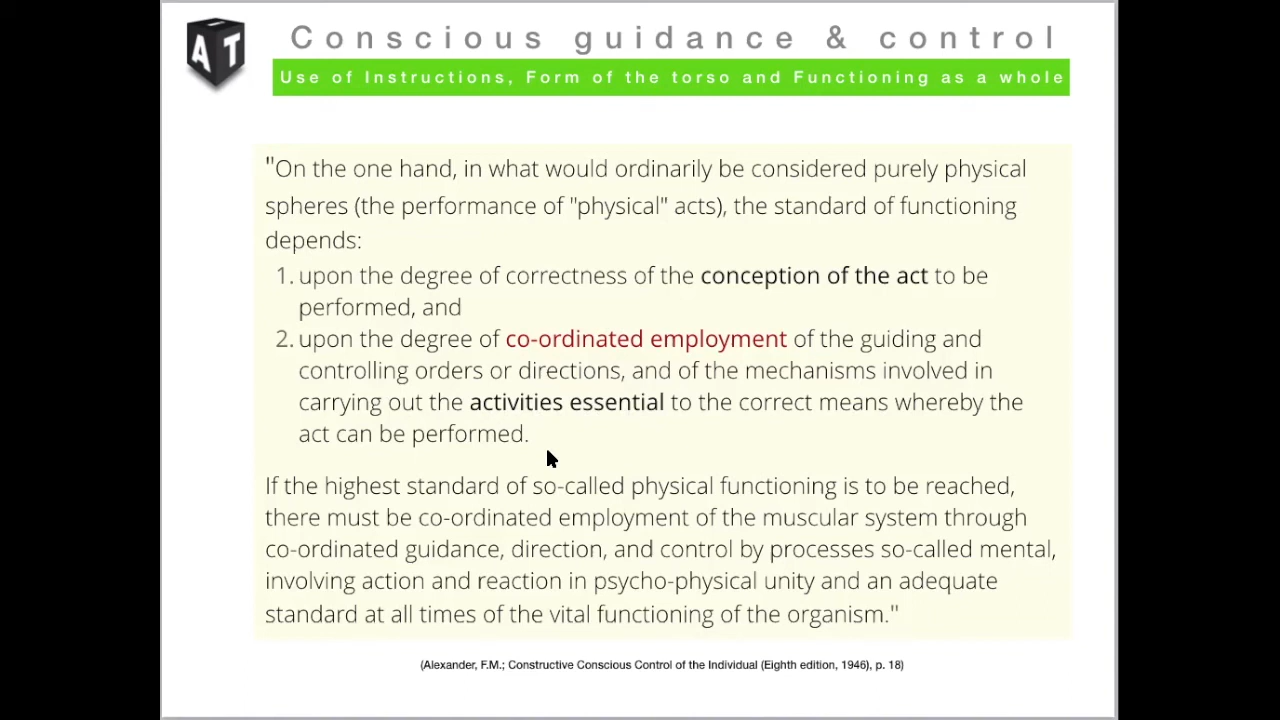 AT
Conscious guidance & control
Use of Instructions, Form of the torso and Functioning as a whole
"On the one hand, in what would ordinarily be considered purely physical
spheres (the performance of "physical" acts), the standard of functioning
depends:
1. upon the degree of correctness of the conception of the act to be
performed, and
2. upon the degree of co-ordinated employment of the guiding and
controlling orders or directions, and of the mechanisms involved in
carrying out the activities essential to the correct means whereby the
act can be performed.
If the highest standard of so-called physical functioning is to be reached,
there must be co-ordinated employment of the muscular system through
co-ordinated guidance, direction, and control by processes so-called mental,
involving action and reaction in psycho-physical unity and an adequate
standard at all times of the vital functioning of the organism."
(Alexander, F.M.; Constructive Conscious Control of the Individual (Eighth edition, 1946), p. 18)